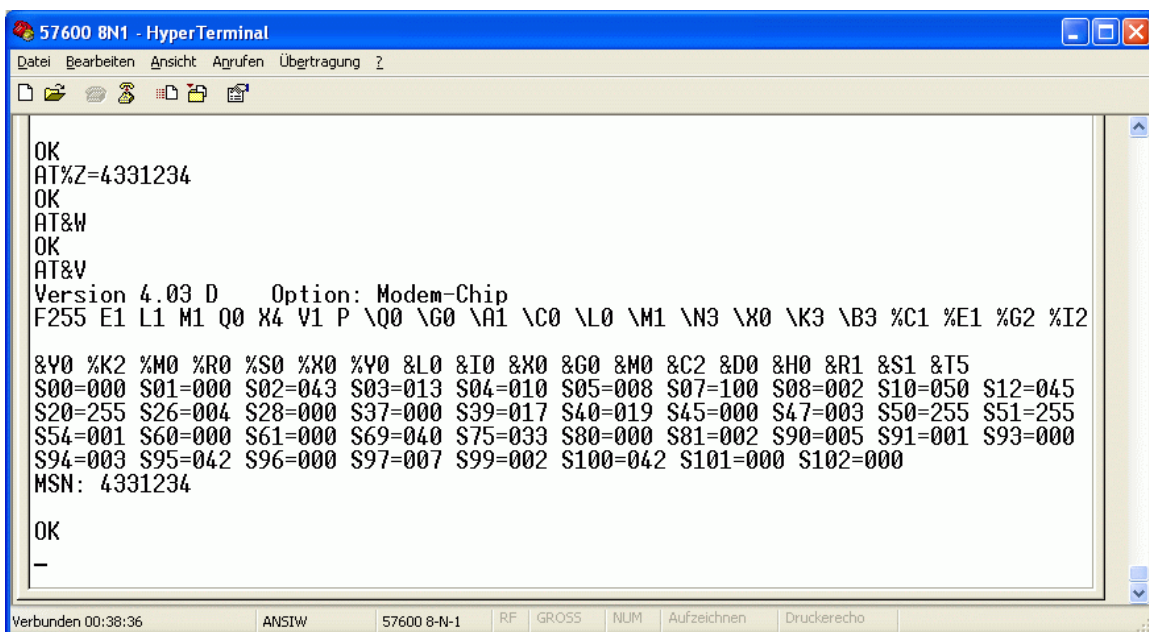 57600 8N1 - HyperTerminal
Datei Bearbeiten Ansicht Anrufen Übertragung ?
OK
AT%Z=4331234
OK
AT&W
OK
AT&V
Version 4.03 D    Option: Modem-Chip
F255 E1 L1 M1 Q0 X4 V1 P \Q0 \G0 \A1 \C0 \L0 \M1 \N3 \X0 \K3 \B3 %C1 %E1 %G2 %I2
&Y0 %K2 %M0 %R0 %S0 %X0 %Y0 &L0 &I0 &X0 &G0 &M0 &C2 &D0 &H0 &R1 &S1 &T5
S00=000 S01=000 S02=043 S03=013 S04=010 S05=008 S07=100 S08=002 S10=050 S12=045
S20=255 S26=004 S28=000 S37=000 S39=017 S40=019 S45=000 S47=003 S50=255 S51=255
S54=001 S60=000 S61=000 S69=040 S75=033 S80=000 S81=002 S90=005 S91=001 S93=000
S94=003 S95=042 S96=000 S97=007 S99=002 S100=042 S101=000 S102=000
MSN: 4331234
OK
_
Verbunden 00:38:36 ANSIW 57600 8-N-1 RF GROSS NUM Aufzeichnen Druckerecho